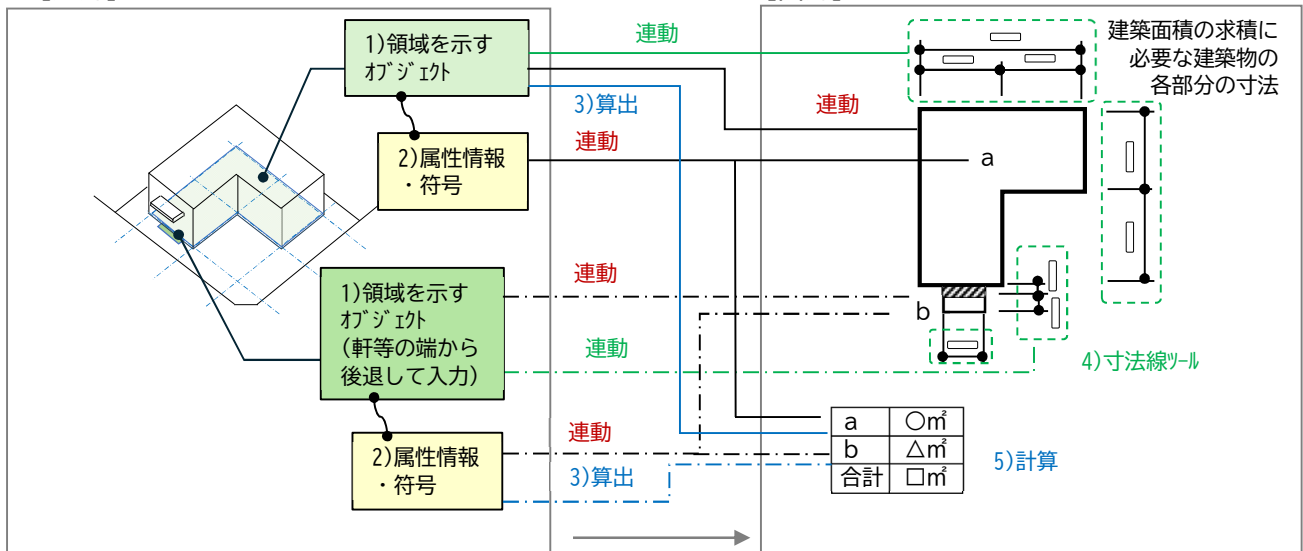 1)領域を示す
ｵﾌﾞｼﾞｪｸﾄ
2)属性情報
・符号
1)領域を示す
ｵﾌﾞｼﾞｪｸﾄ
(軒等の端から
後退して入力)
2)属性情報
・符号
連動
3)算出
連動
連動
連動
連動
連動
3)算出
建築面積の求積に
必要な建築物の
各部分の寸法
a
b
4)寸法線ﾂｰﾙ
a ○㎡
b △㎡
合計 □㎡
5)計算